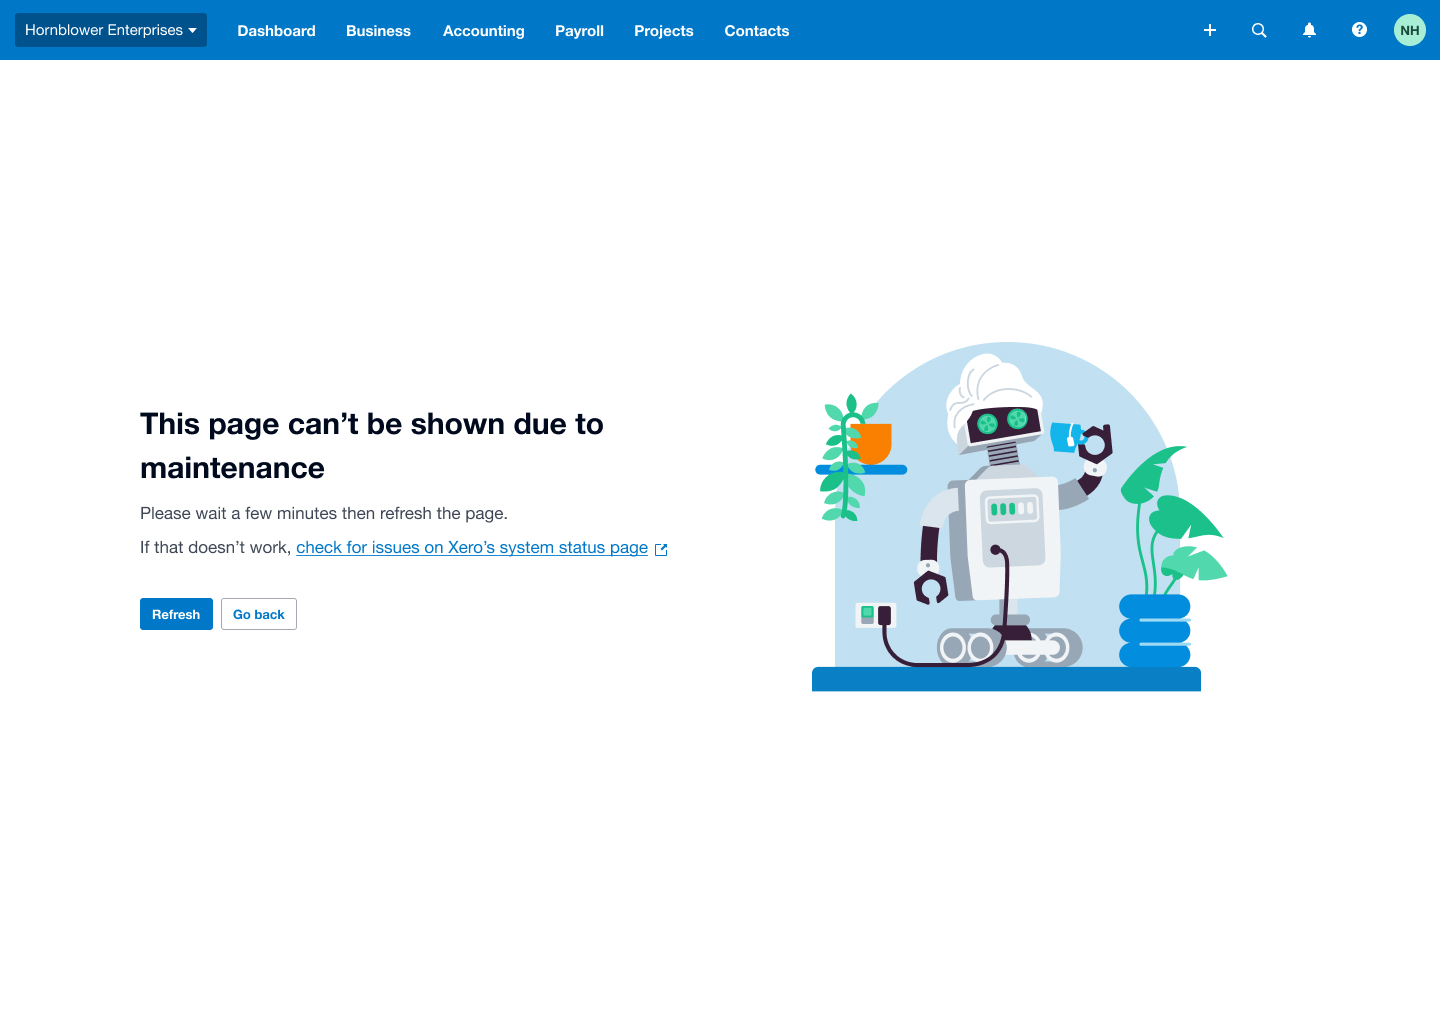 Hornblower Enterprises
Dashboard
Business
Accounting
Payroll
Projects
Contacts
NH
This page can’t be shown due to
maintenance
Please wait a few minutes then refresh the page.
If that doesn’t work, check for issues on Xero’s system status page
Refresh
Go back